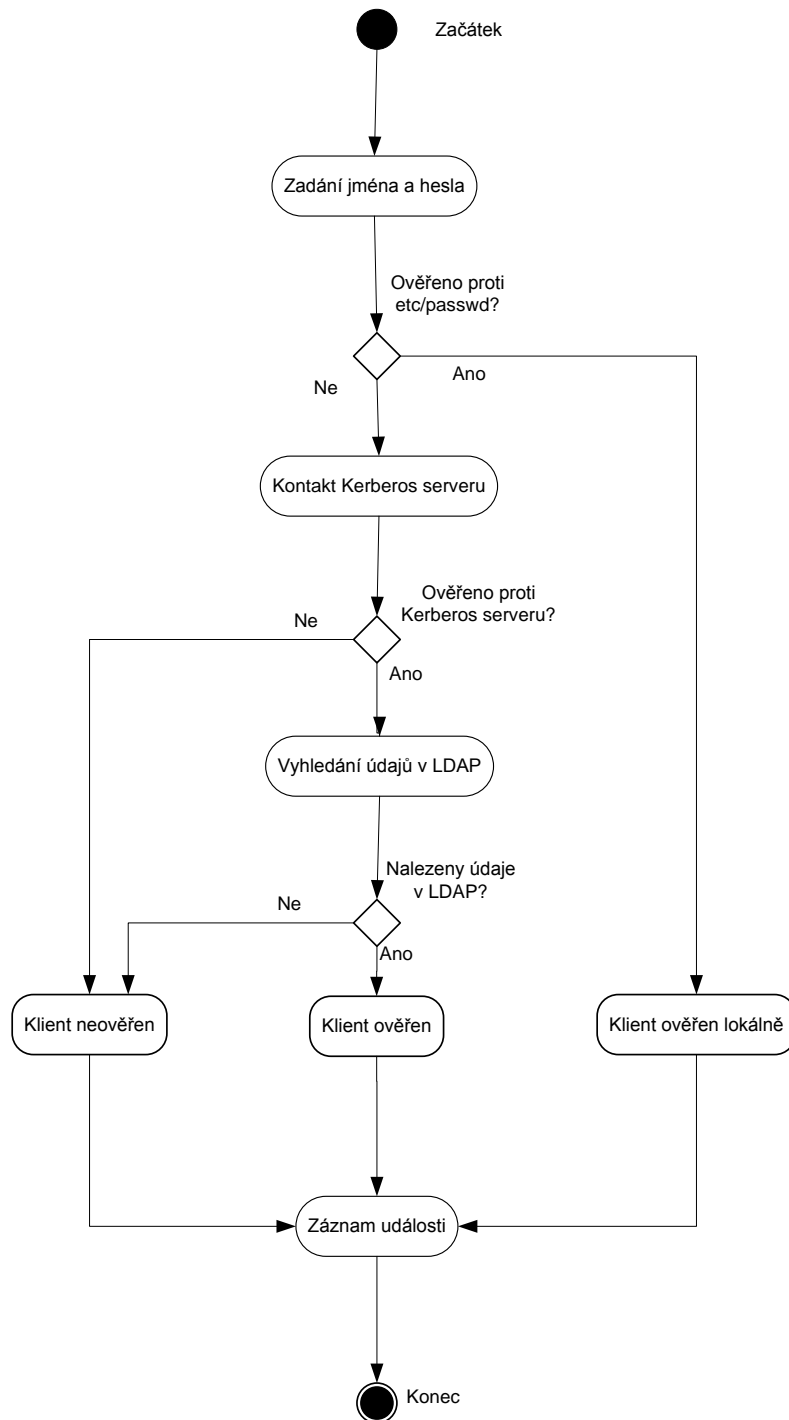 Začátek
Zadání jména a hesla
Ověřeno proti
etc/passwd?
Ne
Ano
Kontakt Kerberos serveru
Ověřeno proti
Kerberos serveru?
Ne
Ano
Vyhledání údajů v LDAP
Nalezeny údaje
v LDAP?
Ne
Ano
Klient neověřen
Klient ověřen
Klient ověřen lokálně
Záznam události
Konec